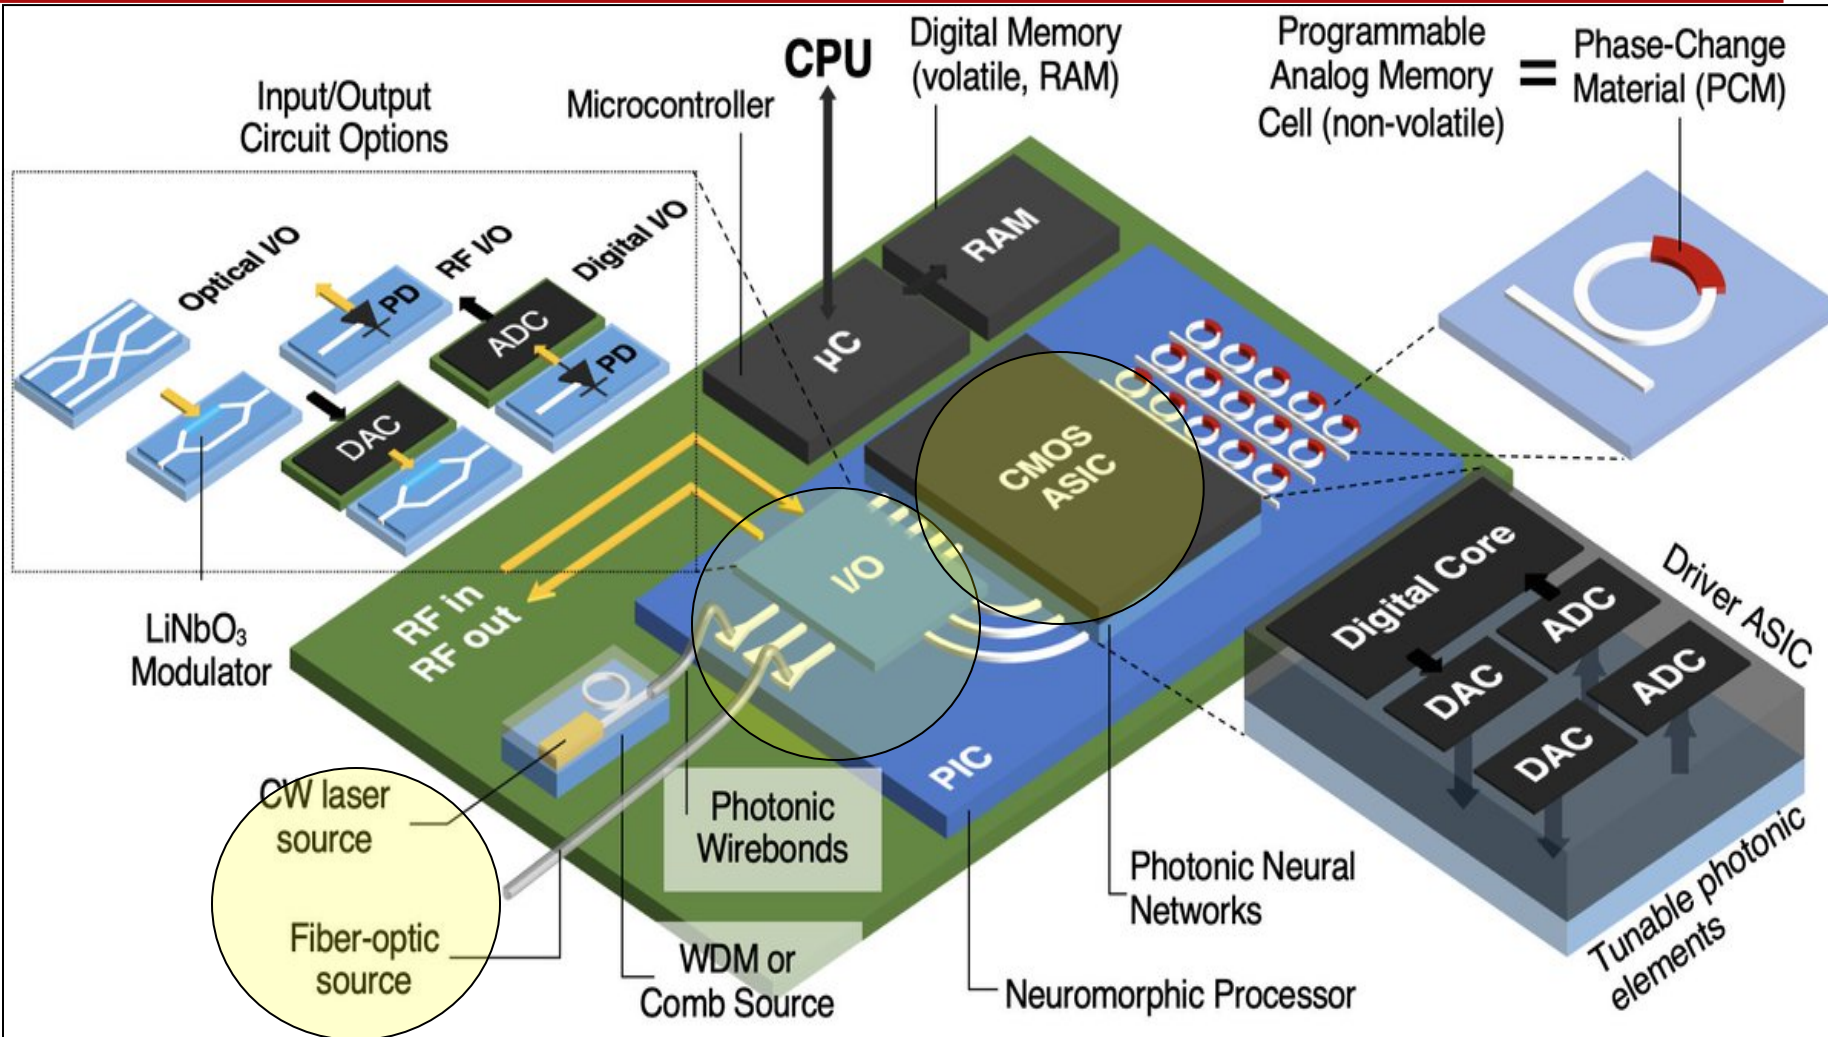 CPU
Digital Memory
(volatile, RAM)
Programmable
Analog Memory
Cell (non-volatile)
=
Phase-Change
Material (PCM)
Input/Output
Circuit Options
Microcontroller
Optical I/O
RF I/O
Digital I/O
PD
ADC
PD
DAC
RAM
µC
CMOS
ASIC
I/O
RF in
RF out
LiNbO₃
Modulator
PIC
Digital Core
ADC
DAC
ADC
DAC
Driver ASIC
Tunable photonic
elements
CW laser
source
Photonic
Wirebonds
Fiber-optic
source
WDM or
Comb Source
Photonic Neural
Networks
Neuromorphic Processor